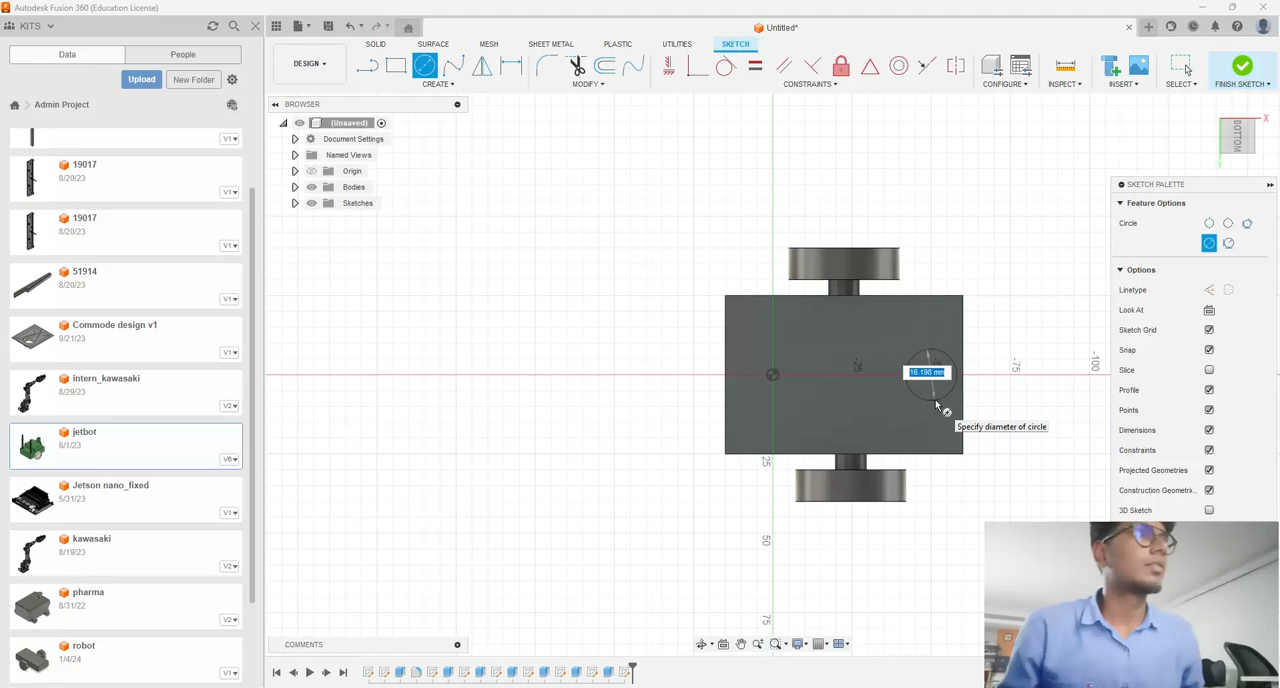 Autodesk Fusion 360 (Education License)
KITS
Untitled*
Data
People
DESIGN
SOLID
SURFACE
MESH
SHEET METAL
PLASTIC
UTILITIES
SKETCH
CREATE
MODIFY
CONSTRAINTS
CONFIGURE
INSPECT
INSERT
SELECT
FINISH SKETCH
Upload
New Folder
Admin Project
V1
19017
8/20/23
V1
19017
8/20/23
V1
51914
8/20/23
V1
Commode design v1
9/21/23
V1
intern_kawasaki
8/26/23
V2
jetbot
6/1/23
V6
Jetson nano_fixed
5/31/23
V1
kawasaki
8/19/23
V2
pharma
8/31/22
V2
robot
1/4/24
V1
BROWSER
(Unsaved)
Document Settings
Named Views
Origin
Bodies
Sketches
X
BOTTOM
-25
-75
-100
25
50
75
16.198 mm
Specify diameter of circle
SKETCH PALETTE
Feature Options
Circle
Options
Linetype
Look At
Sketch Grid
Snap
Slice
Profile
Points
Dimensions
Constraints
Projected Geometries
Construction Geometri...
3D Sketch
COMMENTS